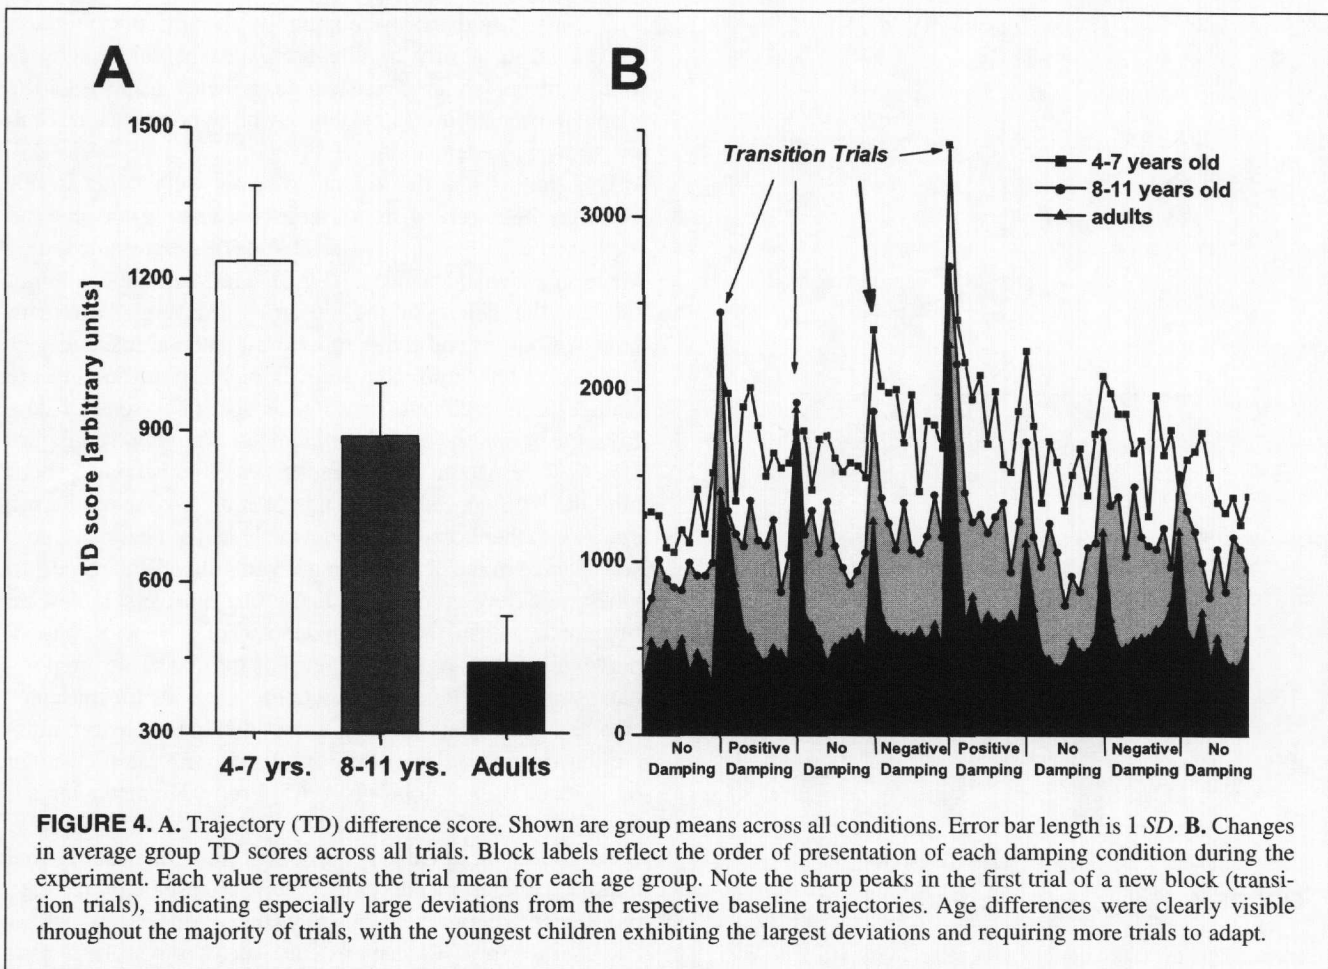 A
B
1500
1200
900
600
300
TD score [arbitrary units]
4-7 yrs. 8-11 yrs. Adults
Transition Trials
4-7 years old
8-11 years old
adults
3000
2000
1000
0
No Positive No Negative Positive No Negative No
Damping Damping Damping Damping Damping Damping Damping Damping
FIGURE 4. A. Trajectory (TD) difference score. Shown are group means across all conditions. Error bar length is 1 SD. B. Changes
in average group TD scores across all trials. Block labels reflect the order of presentation of each damping condition during the
experiment. Each value represents the trial mean for each age group. Note the sharp peaks in the first trial of a new block (transi-
tion trials), indicating especially large deviations from the respective baseline trajectories. Age differences were clearly visible
throughout the majority of trials, with the youngest children exhibiting the largest deviations and requiring more trials to adapt.